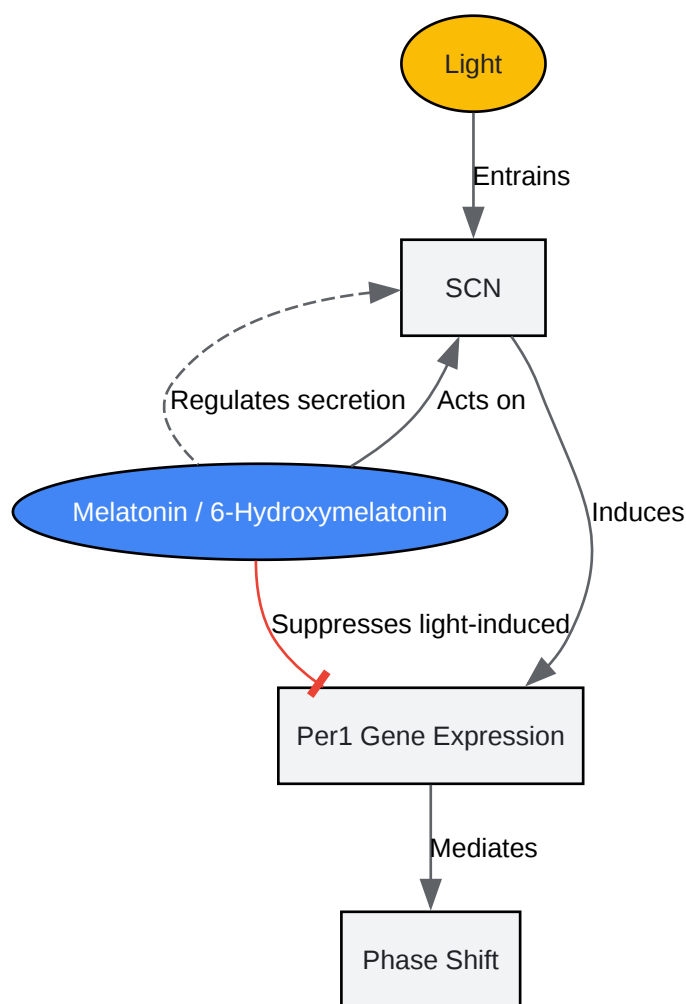 Light
Entrains
SCN
Regulates secretion
Acts on
Melatonin / 6-Hydroxymelatonin
Induces
Suppresses light-induced
Per1 Gene Expression
Mediates
Phase Shift